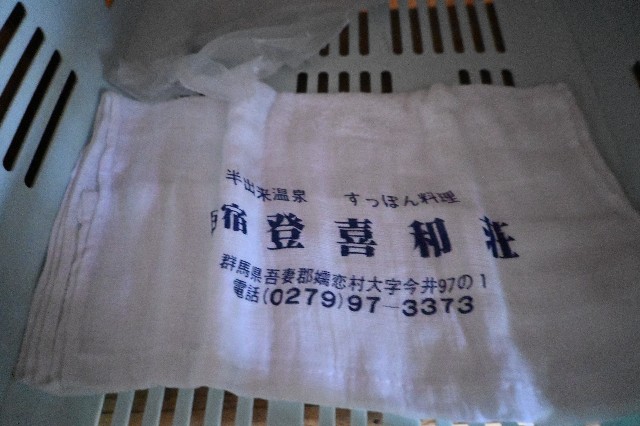 半出来温泉 すっぽん料理
宿 登喜和荘
群馬県吾妻郡嬬恋村大字今井97の1
電話(0279)97-3373